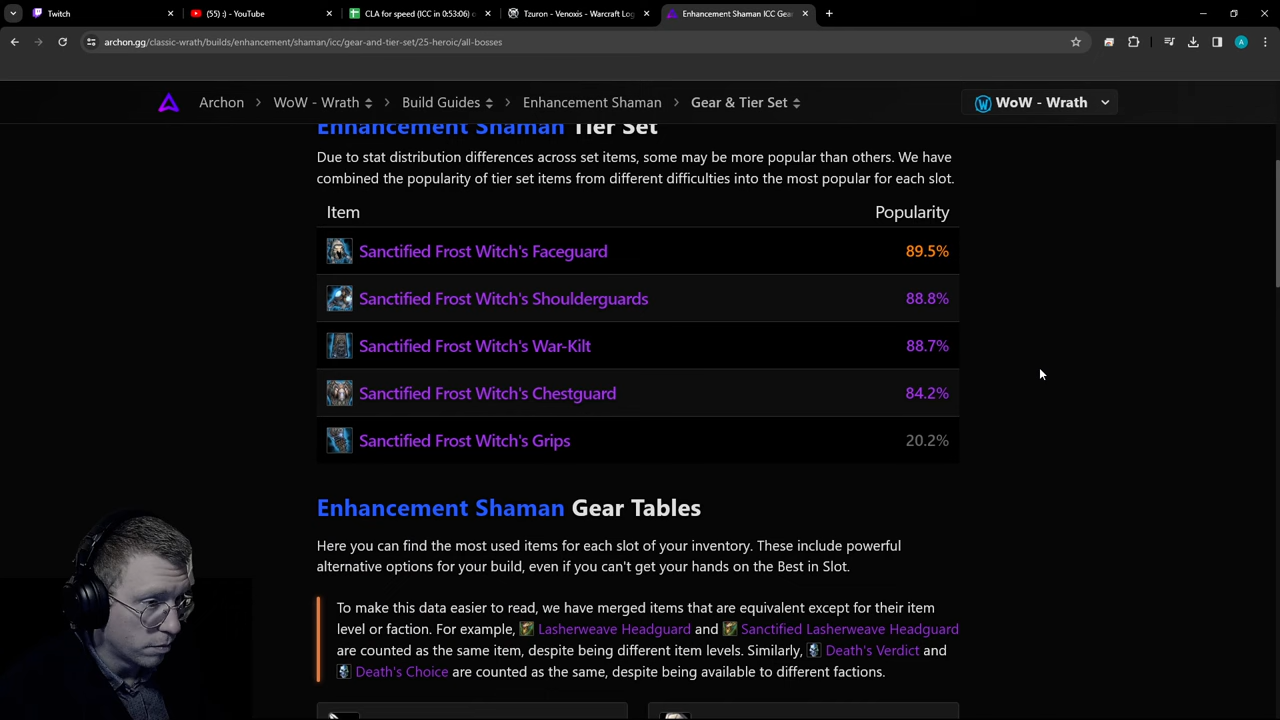 Twitch
(55) :) - YouTube
CLA for speed (ICC in 0:53:06) o
Tzuron - Venoxis - Warcraft Log
Enhancement Shaman ICC Gea
archon.gg/classic-wrath/builds/enhancement/shaman/icc/gear-and-tier-set/25-heroic/all-bosses
A
Archon > WoW - Wrath > Build Guides > Enhancement Shaman > Gear & Tier Set
WoW - Wrath
Enhancement Shaman Tier Set
Due to stat distribution differences across set items, some may be more popular than others. We have
combined the popularity of tier set items from different difficulties into the most popular for each slot.
Item Popularity
Sanctified Frost Witch's Faceguard 89.5%
Sanctified Frost Witch's Shoulderguards 88.8%
Sanctified Frost Witch's War-Kilt 88.7%
Sanctified Frost Witch's Chestguard 84.2%
Sanctified Frost Witch's Grips 20.2%
Enhancement Shaman Gear Tables
Here you can find the most used items for each slot of your inventory. These include powerful
alternative options for your build, even if you can't get your hands on the Best in Slot.
To make this data easier to read, we have merged items that are equivalent except for their item
level or faction. For example, Lasherweave Headguard and Sanctified Lasherweave Headguard
are counted as the same item, despite being different item levels. Similarly, Death's Verdict and
Death's Choice are counted as the same, despite being available to different factions.